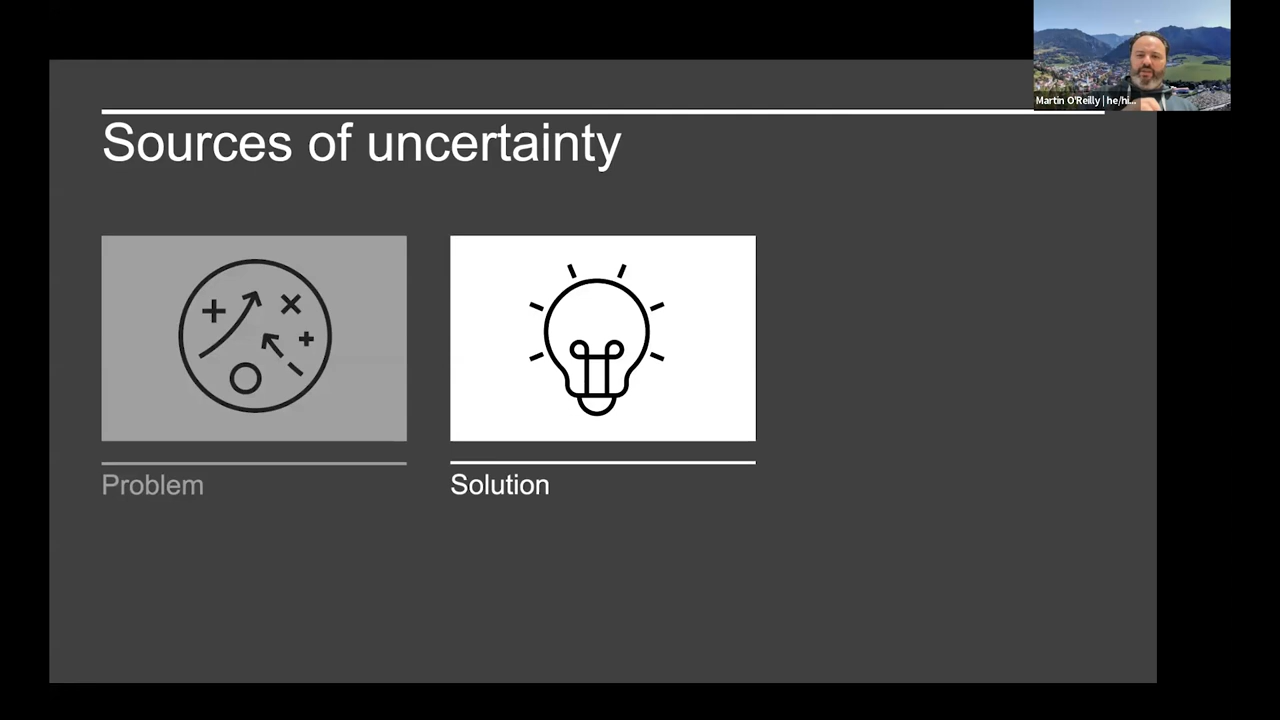 Sources of uncertainty
Martin O'Reilly | he/hi...
Problem
Solution